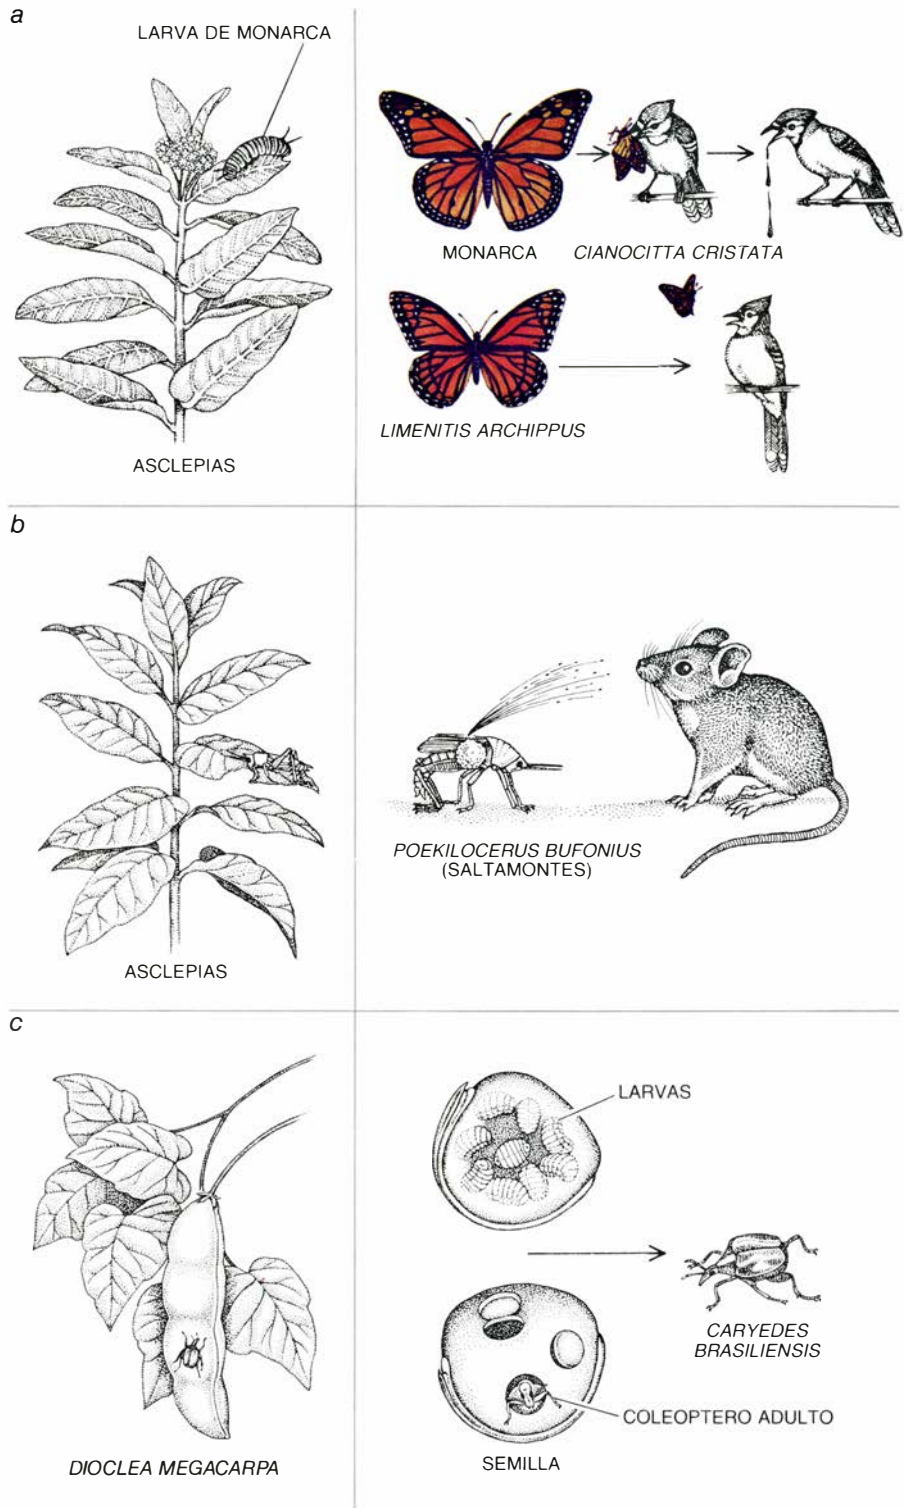 a
LARVA DE MONARCA
MONARCA
CIANOCITTA CRISTATA
LIMENITIS ARCHIPPUS
ASCLEPIAS
b
POEKILOCERUS BUFONIUS
(SALTAMONTES)
ASCLEPIAS
c
LARVAS
CARYEDES
BRASILIENSIS
COLEOPTERO ADULTO
SEMILLA
DIOCLEA MEGACARPA